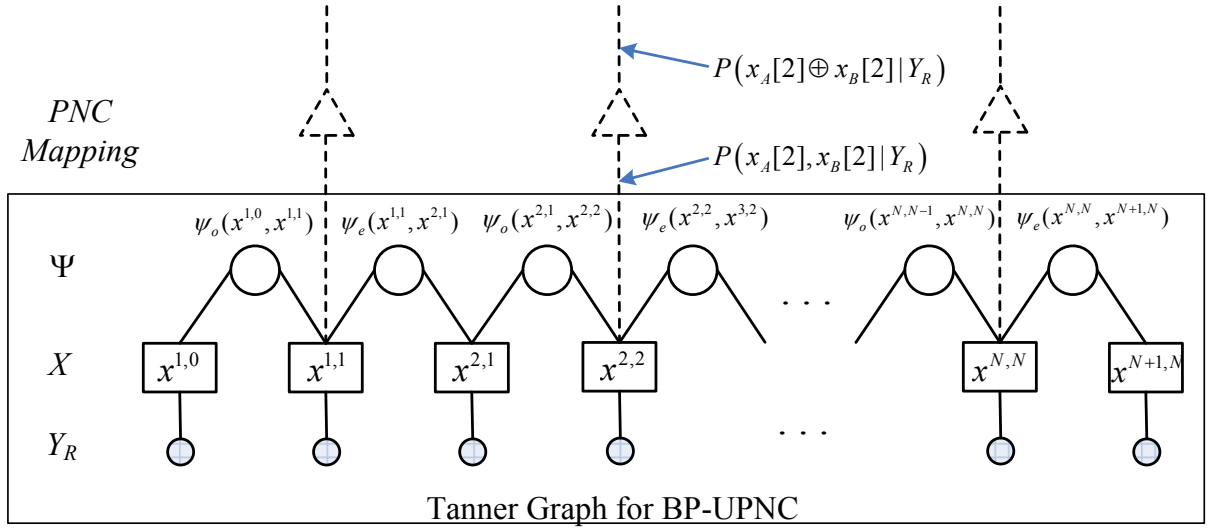 P(x_A[2]⊕x_B[2]|Y_R)
PNC
Mapping
P(x_A[2],x_B[2]|Y_R)
ψ_o(x^{1,0},x^{1,1}) ψ_e(x^{1,1},x^{2,1}) ψ_o(x^{2,1},x^{2,2}) ψ_e(x^{2,2},x^{3,2}) ψ_o(x^{N,N-1},x^{N,N}) ψ_e(x^{N,N},x^{N+1,N})
Ψ
. . .
X x^{1,0} x^{1,1} x^{2,1} x^{2,2} x^{N,N} x^{N+1,N}
Y_R . . .
Tanner Graph for BP-UPNC